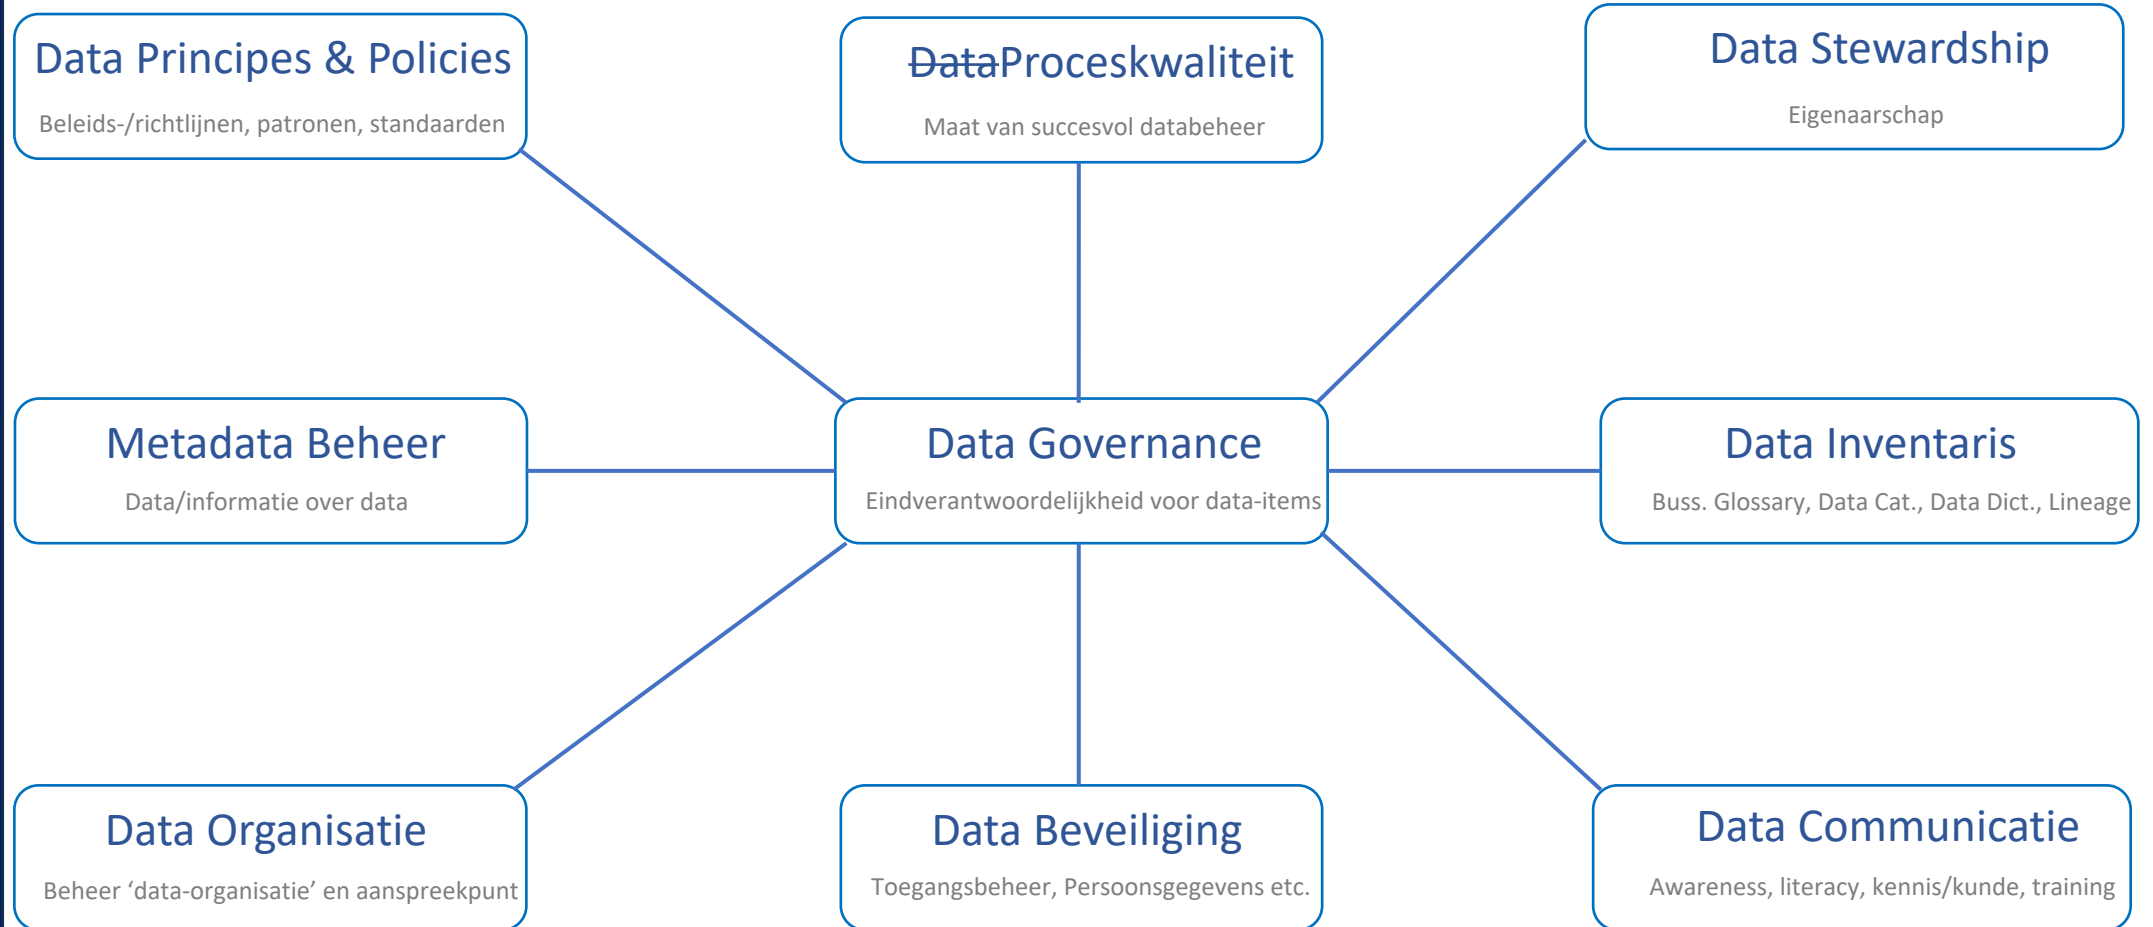 Data Principes & Policies
Beleids-/richtlijnen, patronen, standaarden
DataProceskwaliteit
Maat van succesvol databeheer
Data Stewardship
Eigenaarschap
Metadata Beheer
Data/informatie over data
Data Governance
Eindverantwoordelijkheid voor data-items
Data Inventaris
Buss. Glossary, Data Cat., Data Dict., Lineage
Data Organisatie
Beheer ‘data-organisatie’ en aanspreekpunt
Data Beveiliging
Toegangsbeheer, Persoonsgegevens etc.
Data Communicatie
Awareness, literacy, kennis/kunde, training